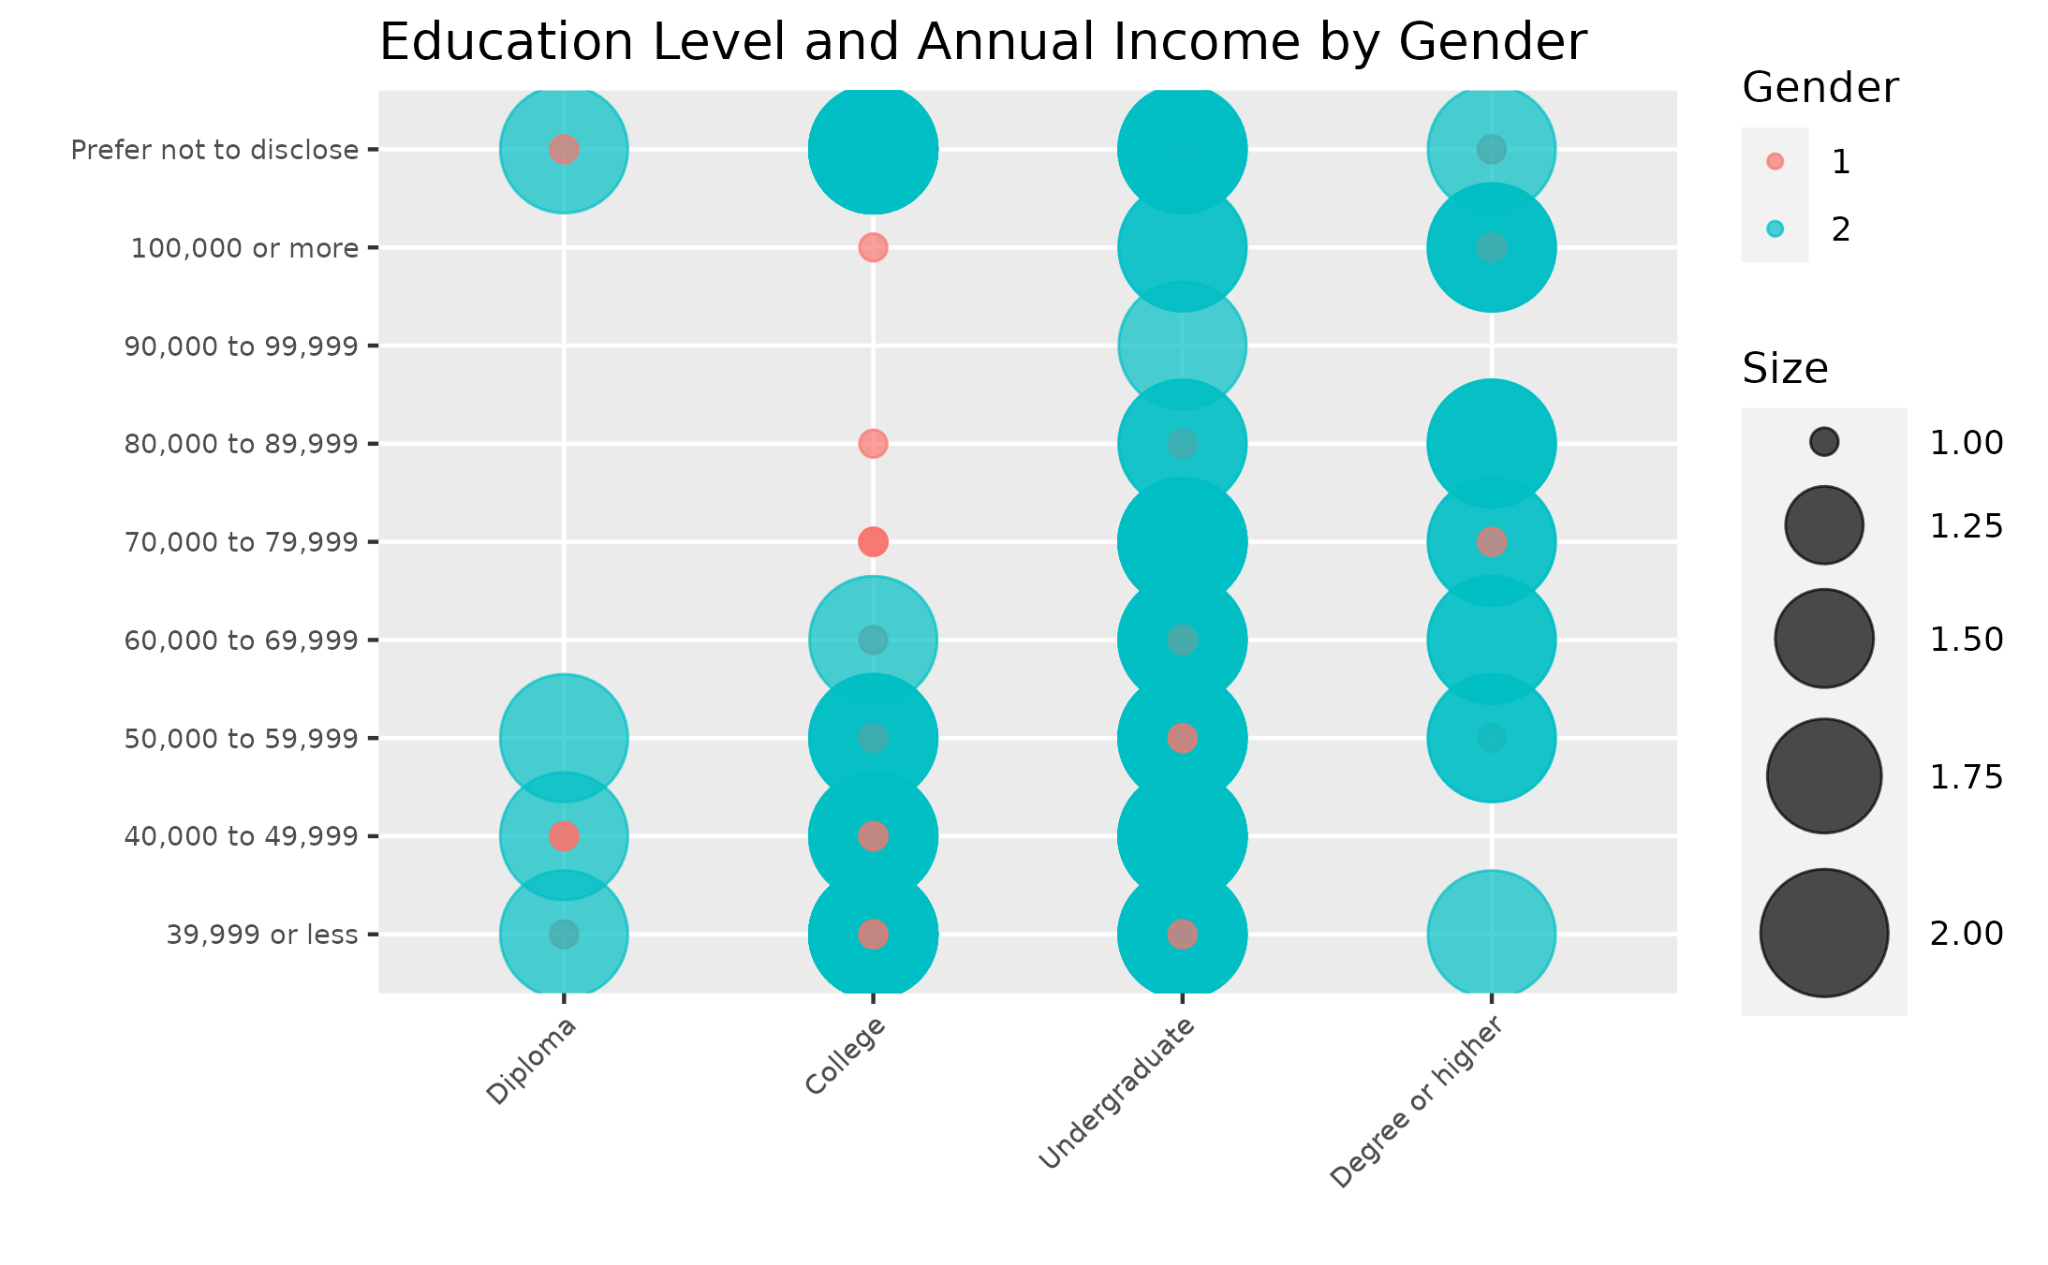 Education Level and Annual Income by Gender
Prefer not to disclose
100,000 or more
90,000 to 99,999
80,000 to 89,999
70,000 to 79,999
60,000 to 69,999
50,000 to 59,999
40,000 to 49,999
39,999 or less
Diploma
College
Undergraduate
Degree or higher
Gender
1
2
Size
1.00
1.25
1.50
1.75
2.00